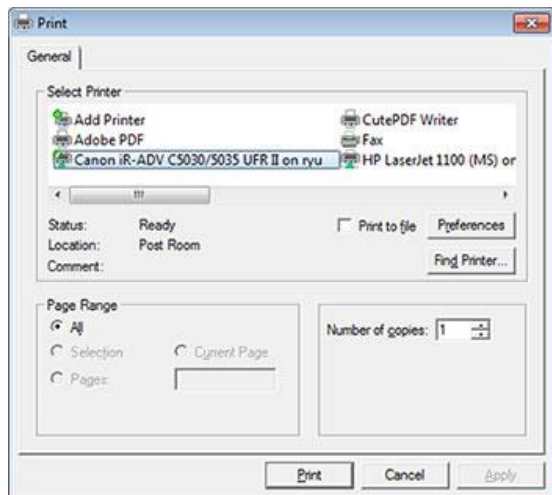 Print
General
Select Printer
Add Printer
CutePDF Writer
Adobe PDF
Fax
Canon iR-ADV C5030/5035 UFR II on ryu
HP LaserJet 1100 (MS) or
Status: Ready
Print to file
Preferences
Location: Post Room
Comment:
Find Printer...
Page Range
All
Number of copies: 1
Selection
Current Page
Pages:
Print
Cancel
Apply